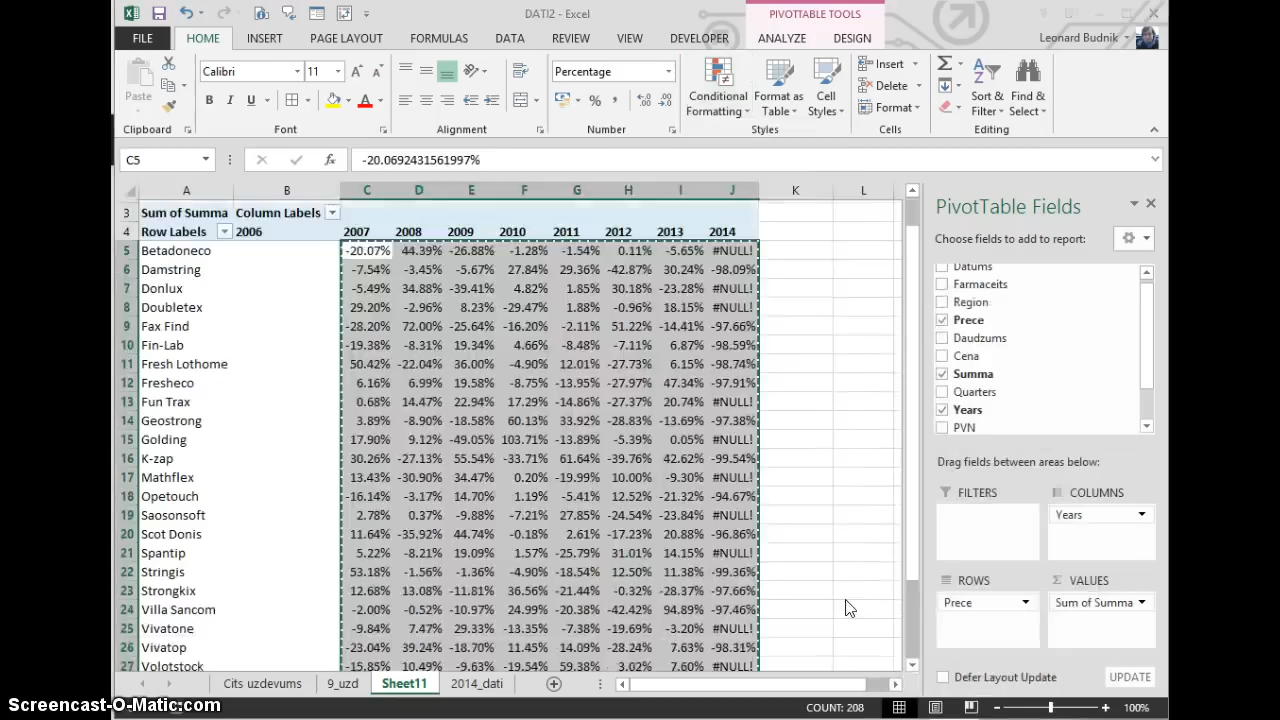 DATI2 - Excel
PIVOTTABLE TOOLS
FILE HOME INSERT PAGE LAYOUT FORMULAS DATA REVIEW VIEW DEVELOPER ANALYZE DESIGN Leonard Budnik
Paste
Calibri 11
B I U
Percentage
Conditional Formatting
Format as Table
Cell Styles
Insert
Delete
Format
Sort & Filter
Find & Select
Clipboard Font Alignment Number Styles Cells Editing
C5 fx -20.0692431561997%
A B C D E F G H I J K L
3 Sum of Summa Column Labels
4 Row Labels 2006 2007 2008 2009 2010 2011 2012 2013 2014
5 Betadoneco -20.07% 44.39% -26.88% -1.28% -1.54% 0.11% -5.65% #NULL!
6 Damstring -7.54% -3.45% -5.67% 27.84% 29.36% -42.87% 30.24% -98.09%
7 Donlux -5.49% 34.88% -39.41% 4.82% 1.85% 30.18% -23.28% #NULL!
8 Doubletex 29.20% -2.96% 8.23% -29.47% 1.88% -0.96% 18.15% #NULL!
9 Fax Find -28.20% 72.00% -25.64% -16.20% -2.11% 51.22% -14.41% -97.66%
10 Fin-Lab -19.38% -8.31% 19.34% 4.66% -8.48% -7.11% 6.87% -98.59%
11 Fresh Lothome 50.42% -22.04% 36.00% -4.90% 12.01% -27.73% 6.15% -98.74%
12 Fresheco 6.16% 6.99% 19.58% -8.75% -13.95% -27.97% 47.34% -97.91%
13 Fun Trax 0.68% 14.47% 22.94% 17.29% -14.86% -27.37% 20.74% #NULL!
14 Geostrong 3.89% -8.90% -18.58% 60.13% 33.92% -28.83% -13.69% -97.38%
15 Golding 17.90% 9.12% -49.05% 103.71% -13.89% -5.39% 0.05% #NULL!
16 K-zap 30.26% -27.13% 55.54% -33.71% 61.64% -39.76% 42.62% -99.54%
17 Mathflex 13.43% -30.90% 34.47% 0.20% -19.99% 10.00% -9.30% #NULL!
18 Opetouch -16.14% -3.17% 14.70% 1.19% -5.41% 12.52% -21.32% -94.67%
19 Saosonsoft 2.78% 0.37% -9.88% -7.21% 27.85% -24.54% -23.84% #NULL!
20 Scot Donis 11.64% -35.92% 44.74% -0.18% 2.61% -17.23% 20.88% -96.86%
21 Spantip 5.22% -8.21% 19.09% 1.57% -25.79% 31.01% 14.15% #NULL!
22 Stringis 53.18% -1.56% -1.36% -4.90% -18.54% 12.50% 11.38% -99.36%
23 Strongkix 12.68% 13.08% -11.81% 36.56% -21.44% -0.32% -28.37% -97.66%
24 Villa Sancom -2.00% -0.52% -10.97% 24.99% -20.38% -42.42% 94.89% -97.46%
25 Vivatone -9.84% 7.47% 29.33% -13.35% -7.38% -19.69% -3.20% #NULL!
26 Vivatop -23.04% 39.24% -18.70% 11.45% 14.09% -28.24% 7.63% -98.31%
27 Volotstock -15.85% 10.49% -9.63% -19.54% 59.38% 3.02% 7.60% #NULL!
PivotTable Fields
Choose fields to add to report:
Datums
Farmaceits
Region
Prece
Daudzums
Cena
Summa
Quarters
Years
PVN
Drag fields between areas below:
FILTERS COLUMNS
Years
ROWS VALUES
Prece Sum of Summa
Defer Layout Update UPDATE
Cits uzdevums 9_uzd Sheet11 2014_dati
COUNT: 208 100%
Screencast-O-Matic.com